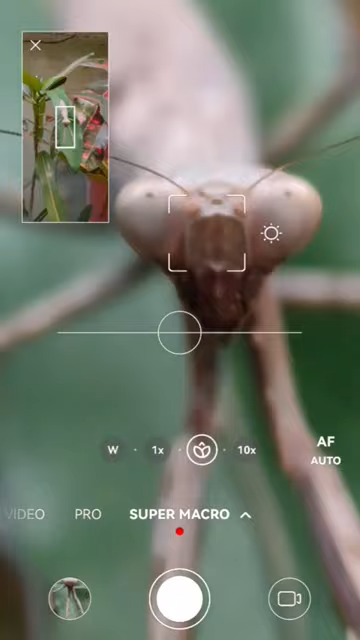 W
1x
10x
AF
AUTO
VIDEO
PRO
SUPER MACRO